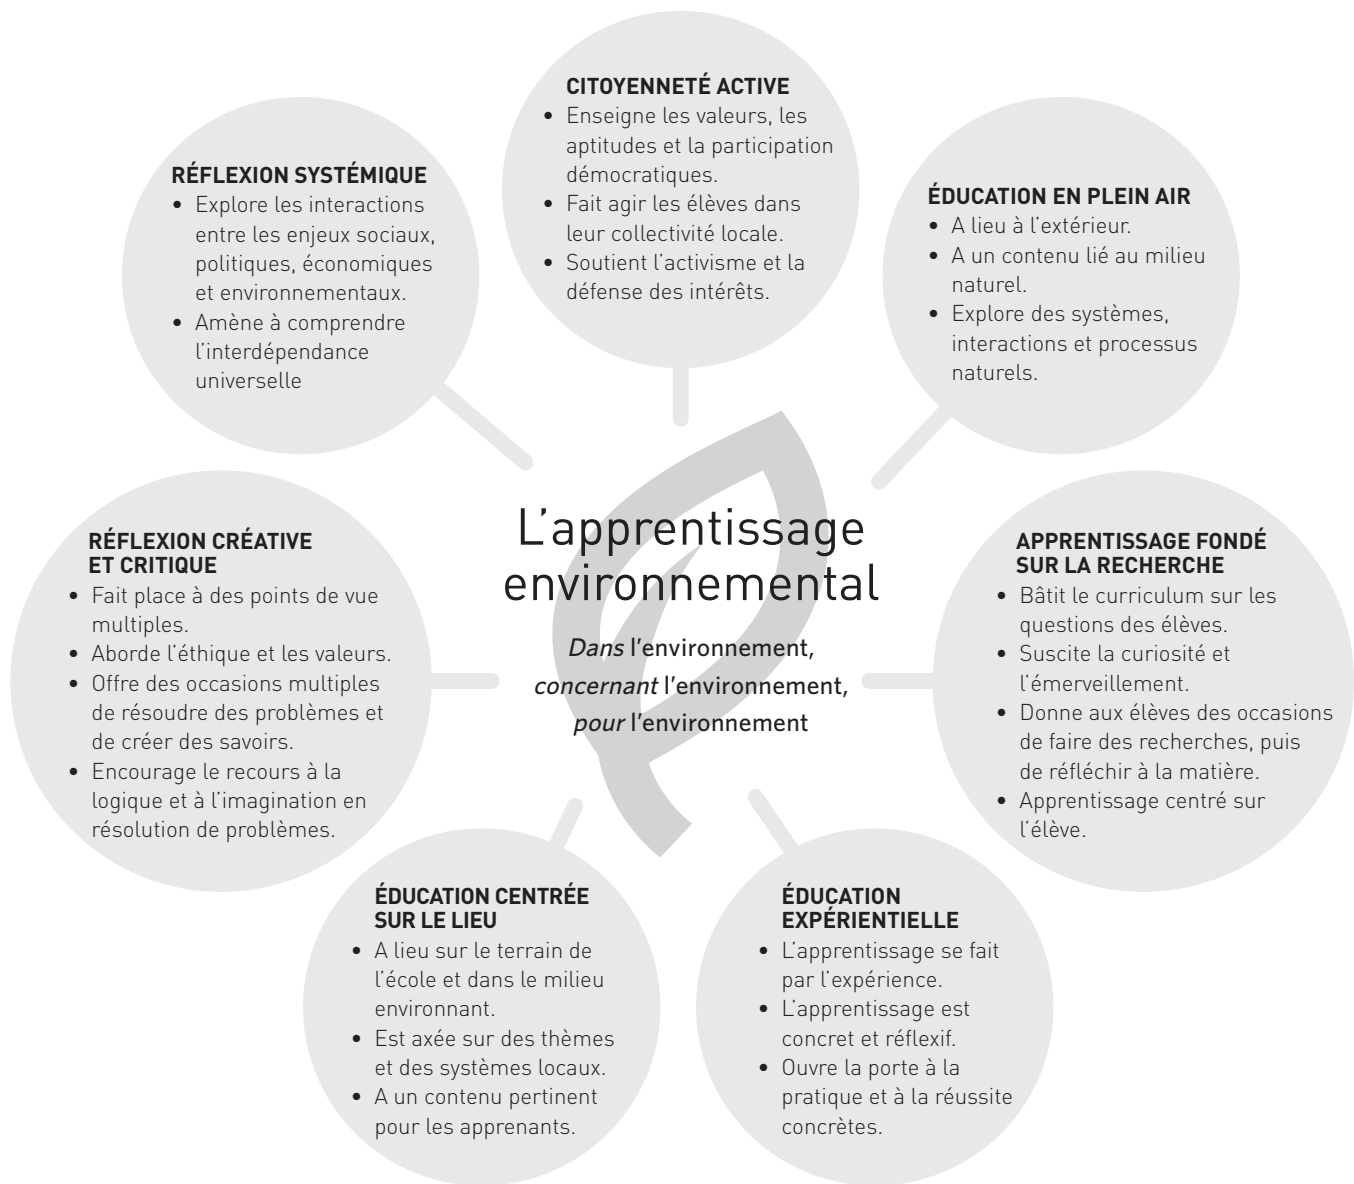 CITOYENNETÉ ACTIVE
• Enseigne les valeurs, les
aptitudes et la participation
démocratiques.
• Fait agir les élèves dans
leur collectivité locale.
• Soutient l'activisme et la
défense des intérêts.
RÉFLEXION SYSTÉMIQUE
• Explore les interactions
entre les enjeux sociaux,
politiques, économiques
et environnementaux.
• Amène à comprendre
l'interdépendance
universelle
ÉDUCATION EN PLEIN AIR
• A lieu à l'extérieur.
• A un contenu lié au milieu
naturel.
• Explore des systèmes,
interactions et processus
naturels.
L'apprentissage
environnemental
Dans l'environnement,
concernant l'environnement,
pour l'environnement
RÉFLEXION CRÉATIVE
ET CRITIQUE
• Fait place à des points de vue
multiples.
• Aborde l'éthique et les valeurs.
• Offre des occasions multiples
de résoudre des problèmes et
de créer des savoirs.
• Encourage le recours à la
logique et à l'imagination en
résolution de problèmes.
APPRENTISSAGE FONDÉ
SUR LA RECHERCHE
• Bâtit le curriculum sur les
questions des élèves.
• Suscite la curiosité et
l'émerveillement.
• Donne aux élèves des occasions
de faire des recherches, puis
de réfléchir à la matière.
• Apprentissage centré sur
l'élève.
ÉDUCATION CENTRÉE
SUR LE LIEU
• A lieu sur le terrain de
l'école et dans le milieu
environnant.
• Est axée sur des thèmes
et des systèmes locaux.
• A un contenu pertinent
pour les apprenants.
ÉDUCATION
EXPÉRIENTIELLE
• L'apprentissage se fait
par l'expérience.
• L'apprentissage est
concret et réflexif.
• Ouvre la porte à la
pratique et à la réussite
concrètes.